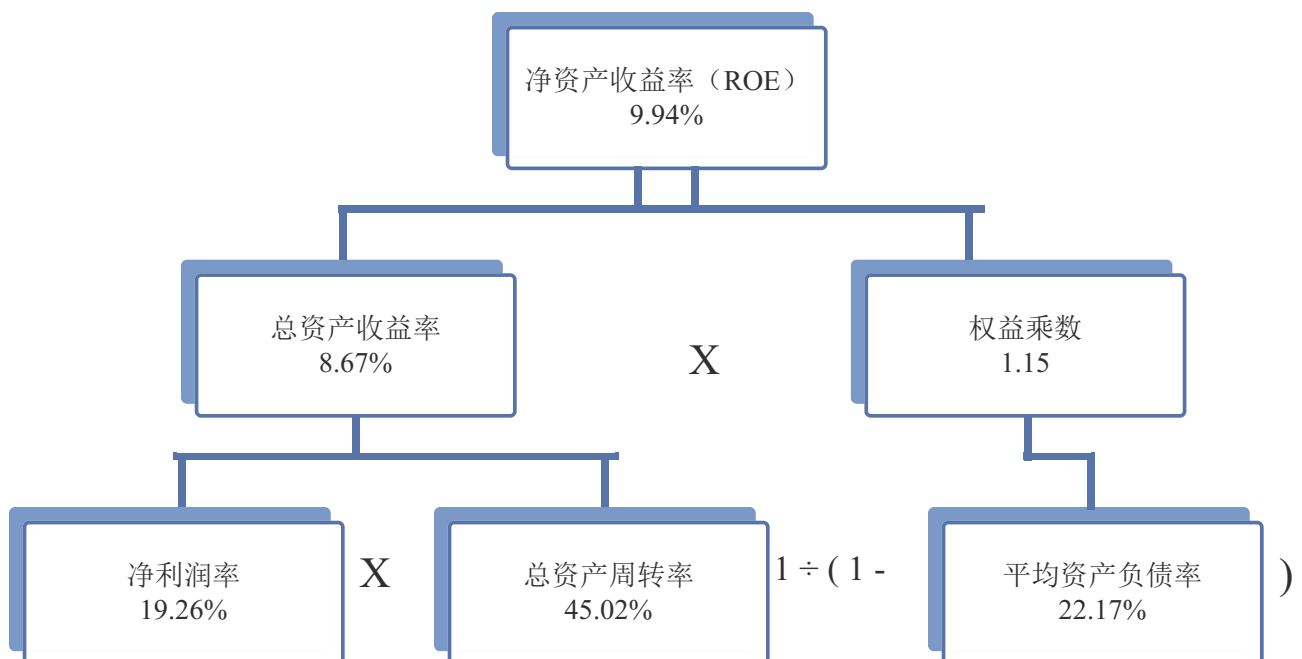 净资产收益率（ROE）
9.94%
总资产收益率
8.67%
X
权益乘数
1.15
净利润率
19.26%
X
总资产周转率
45.02%
1 ÷ ( 1 -
平均资产负债率
22.17%
)